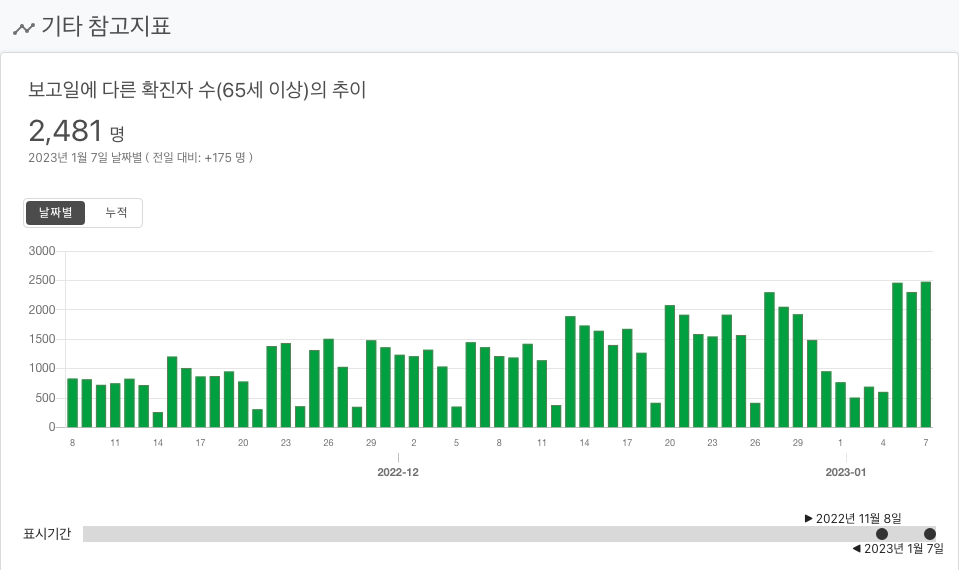 기타 참고지표
보고일에 다른 확진자 수(65세 이상)의 추이
2,481 명
2023년 1월 7일 날짜별 ( 전일 대비: +175 명 )
날짜별 누적
3000
2500
2000
1500
1000
500
0
8 11 14 17 20 23 26 29 2 5 8 11 14 17 20 23 26 29 1 4 7
2022-12 2023-01
▶ 2022년 11월 8일
표시기간
◀ 2023년 1월 7일